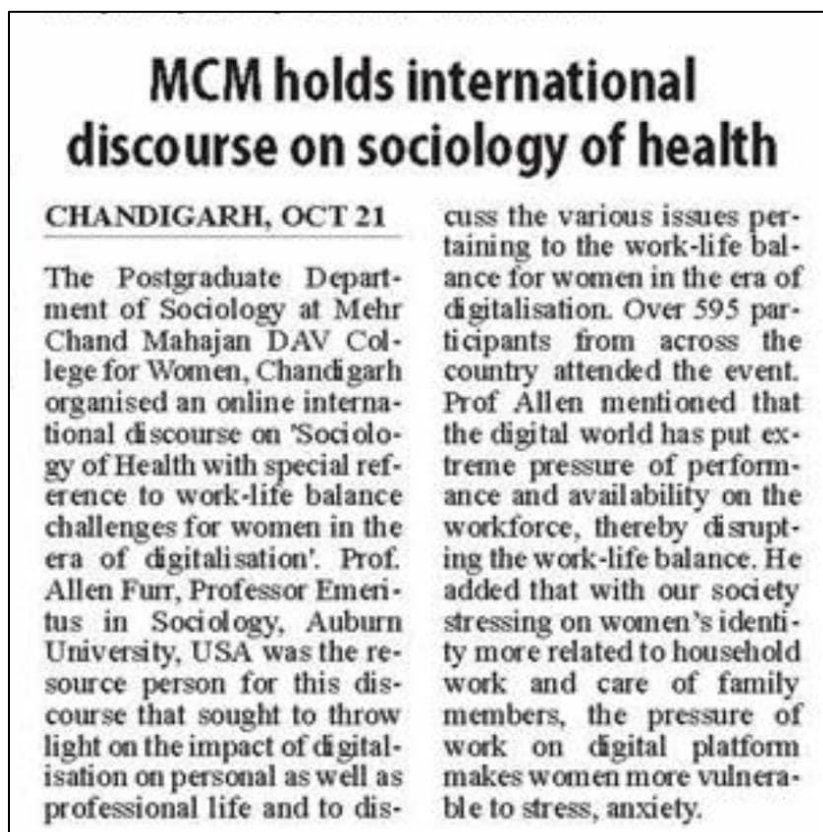 MCM holds international
discourse on sociology of health
CHANDIGARH, OCT 21
The Postgraduate Depart-
ment of Sociology at Mehr
Chand Mahajan DAV Col-
lege for Women, Chandigarh
organised an online interna-
tional discourse on 'Sociolo-
gy of Health with special ref-
erence to work-life balance
challenges for women in the
era of digitalisation'. Prof.
Allen Furr, Professor Emeri-
tus in Sociology, Auburn
University, USA was the re-
source person for this dis-
course that sought to throw
light on the impact of digital-
isation on personal as well as
professional life and to dis-
cuss the various issues per-
taining to the work-life bal-
ance for women in the era of
digitalisation. Over 595 par-
ticipants from across the
country attended the event.
Prof Allen mentioned that
the digital world has put ex-
treme pressure of perform-
ance and availability on the
workforce, thereby disrupt-
ing the work-life balance. He
added that with our society
stressing on women's identi-
ty more related to household
work and care of family
members, the pressure of
work on digital platform
makes women more vulnera-
ble to stress, anxiety.